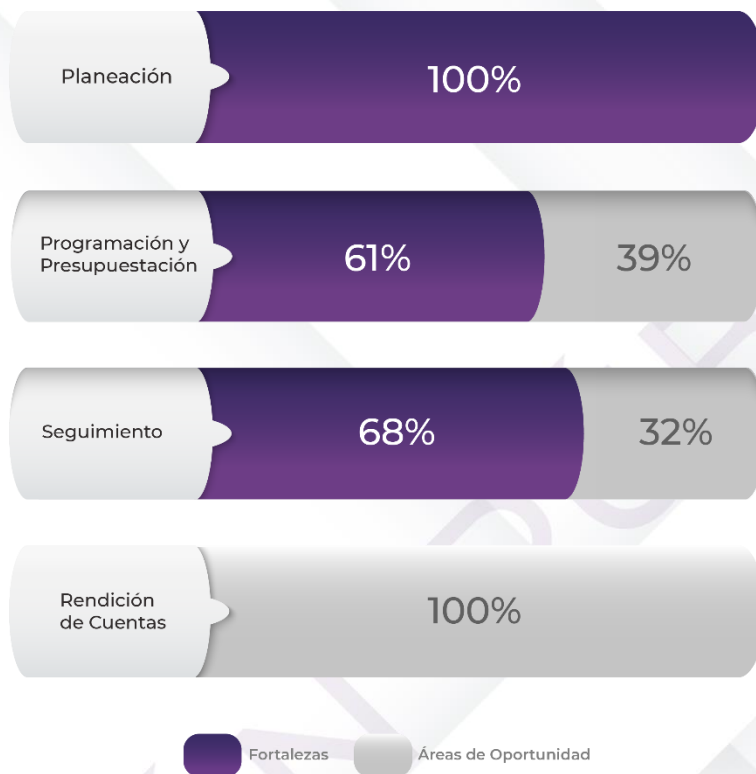 Planeación
100%
Programación y
Presupuestación
61%
39%
Seguimiento
68%
32%
Rendición
de Cuentas
100%
Fortalezas
Áreas de Oportunidad